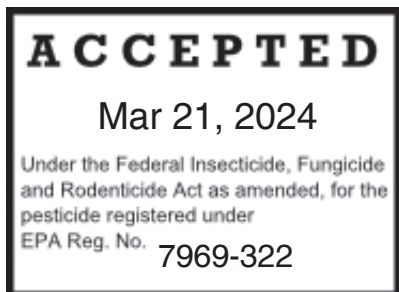 ACCEPTED
Mar 21, 2024
Under the Federal Insecticide, Fungicide
and Rodenticide Act as amended, for the
pesticide registered under
EPA Reg. No. 7969-322